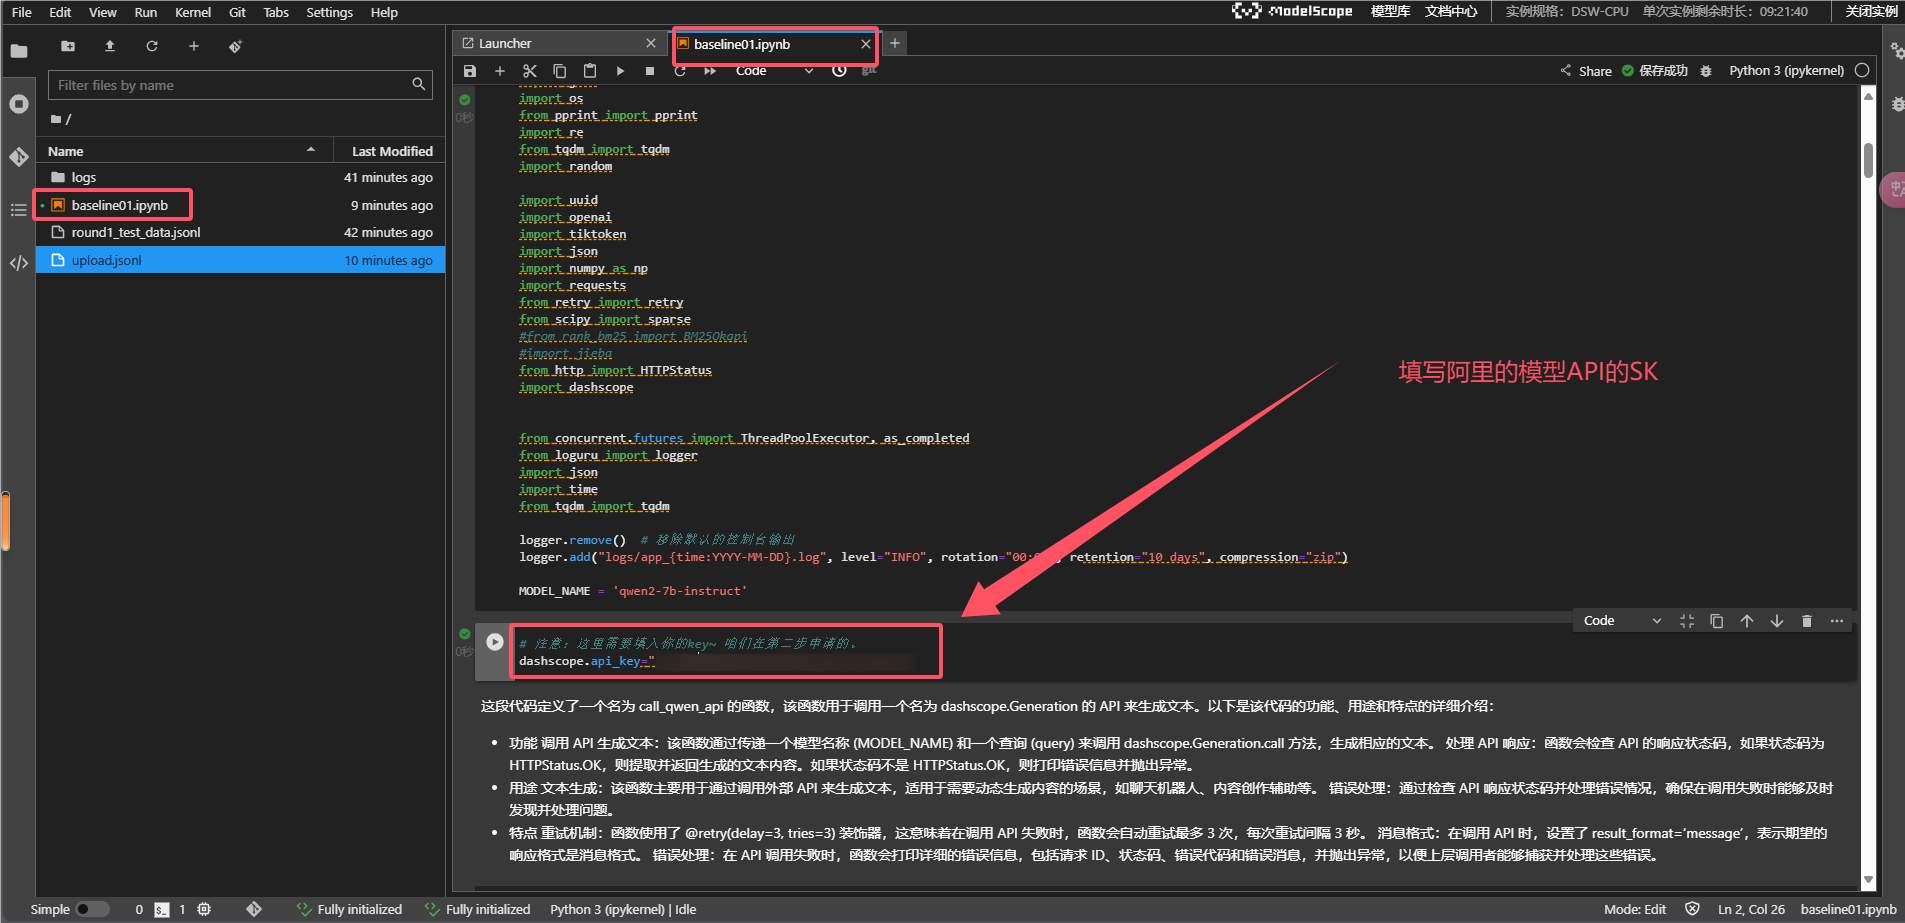 File Edit View Run Kernel Git Tabs Settings Help
ModelScope 模型库 文档中心 实例规格：DSW-CPU 单次实例剩余时长：09:21:40 关闭实例
Launcher
baseline01.ipynb
Code
git
Share 保存成功 Python 3 (ipykernel)
Filter files by name
/
Name Last Modified
logs 41 minutes ago
baseline01.ipynb 9 minutes ago
round1_test_data.jsonl 42 minutes ago
upload.jsonl 10 minutes ago
0秒
import os
from pprint import pprint
import re
from tqdm import tqdm
import random
import uuid
import openai
import tiktoken
import json
import numpy as np
import requests
from retry import retry
from scipy import sparse
#from rank_bm25 import BM25Okapi
#import jieba
from http import HTTPStatus
import dashscope
填写阿里的模型API的SK
from concurrent.futures import ThreadPoolExecutor, as_completed
from loguru import logger
import json
import time
from tqdm import tqdm
logger.remove() # 移除默认的控制台输出
logger.add("logs/app_{time:YYYY-MM-DD}.log", level="INFO", rotation="00: retention="10 days", compression="zip")
MODEL_NAME = 'qwen2-7b-instruct'
Code
0秒
# 注意：这里需要填入你的key~ 咱们在第二步申请的。
dashscope.api_key="
这段代码定义了一个名为 call_qwen_api 的函数，该函数用于调用一个名为 dashscope.Generation 的 API 来生成文本。以下是该代码的功能、用途和特点的详细介绍：
• 功能 调用 API 生成文本：该函数通过传递一个模型名称 (MODEL_NAME) 和一个查询 (query) 来调用 dashscope.Generation.call 方法，生成相应的文本。 处理 API 响应：函数会检查 API 的响应状态码，如果状态码为
HTTPStatus.OK，则提取并返回生成的文本内容。如果状态码不是 HTTPStatus.OK，则打印错误信息并抛出异常。
• 用途 文本生成：该函数主要用于通过调用外部 API 来生成文本，适用于需要动态生成内容的场景，如聊天机器人、内容创作辅助等。 错误处理：通过检查 API 响应状态码并处理错误情况，确保在调用失败时能够及时
发现并处理问题。
• 特点 重试机制：函数使用了 @retry(delay=3, tries=3) 装饰器，这意味着在调用 API 失败时，函数会自动重试最多 3 次，每次重试间隔 3 秒。 消息格式：在调用 API 时，设置了 result_format='message'，表示期望的
响应格式是消息格式。 错误处理：在 API 调用失败时，函数会打印详细的错误信息，包括请求 ID、状态码、错误代码和错误消息，并抛出异常，以便上层调用者能够捕获并处理这些错误。
Simple 0 1 Fully initialized Fully initialized Python 3 (ipykernel) | Idle Mode: Edit Ln 2, Col 26 baseline01.ipynb